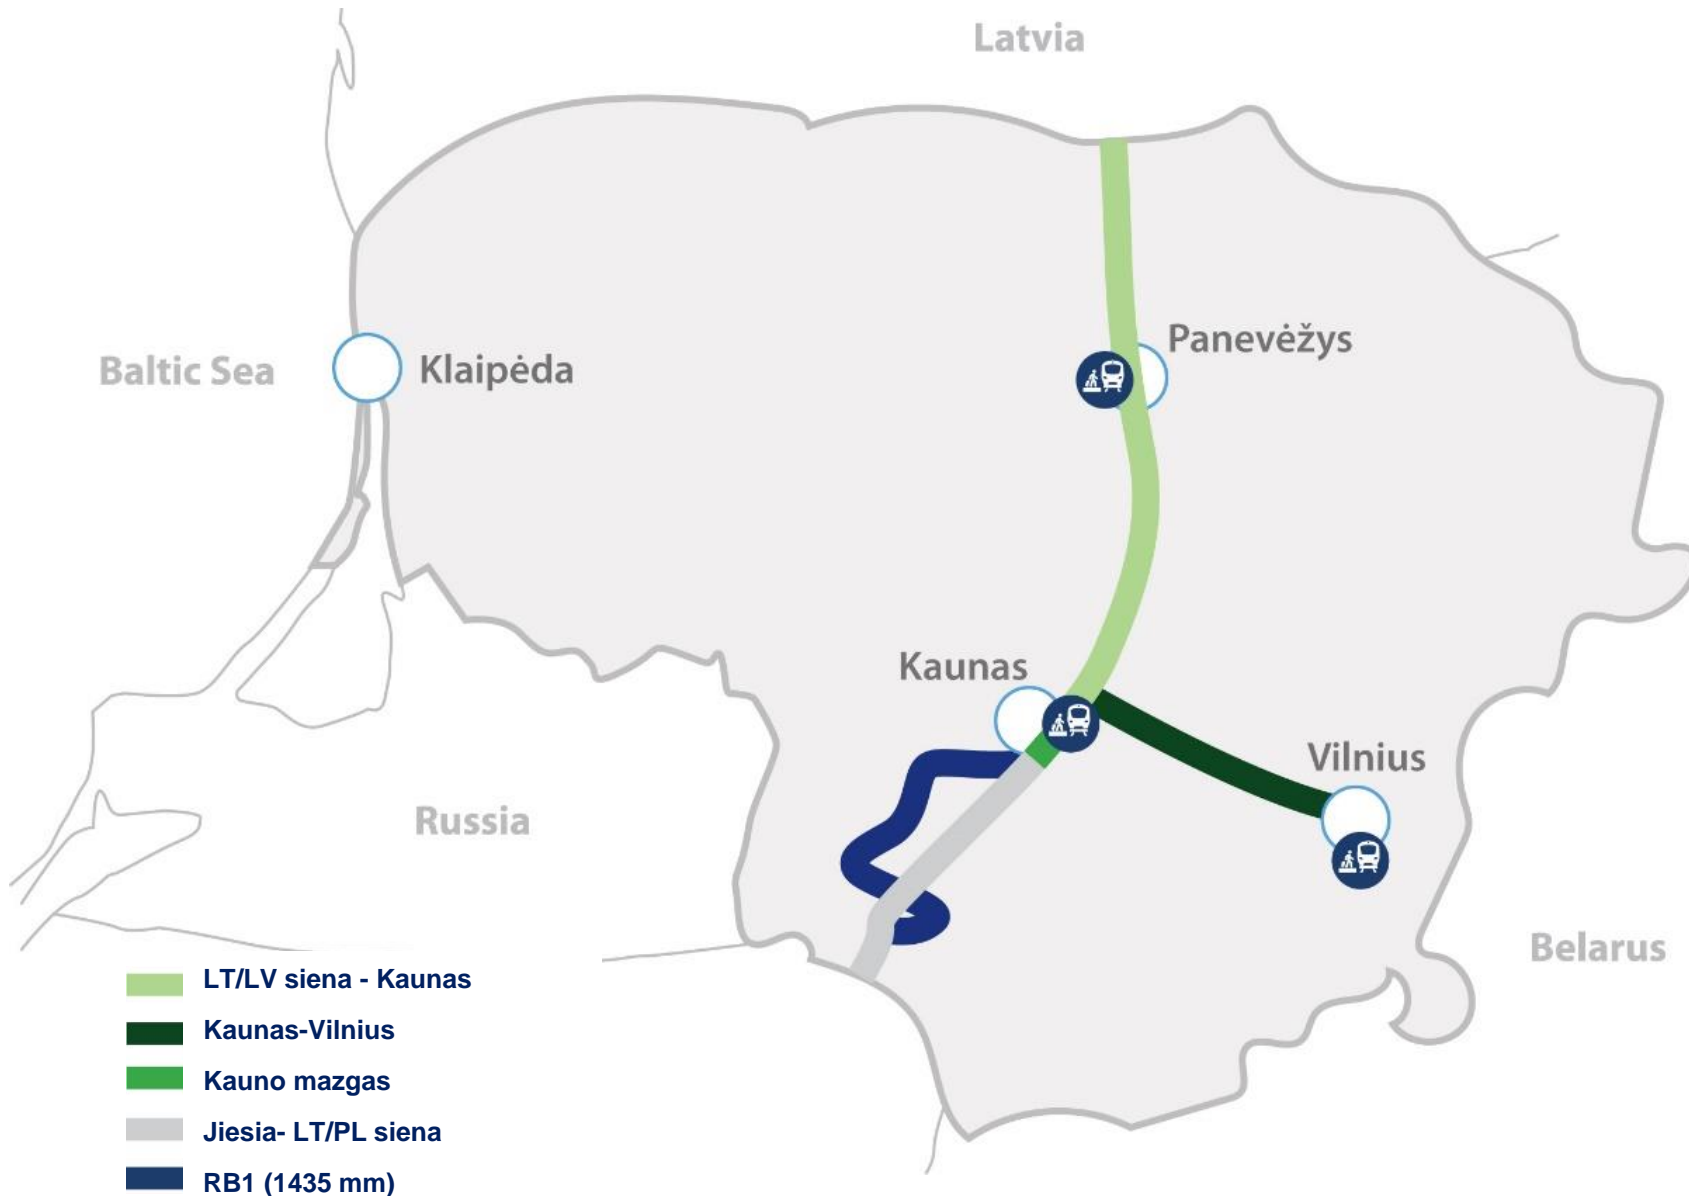 Latvia
Panevėžys
Baltic Sea
Klaipėda
Kaunas
Vilnius
Russia
Belarus
LT/LV siena - Kaunas
Kaunas-Vilnius
Kauno mazgas
Jiesia- LT/PL siena
RB1 (1435 mm)